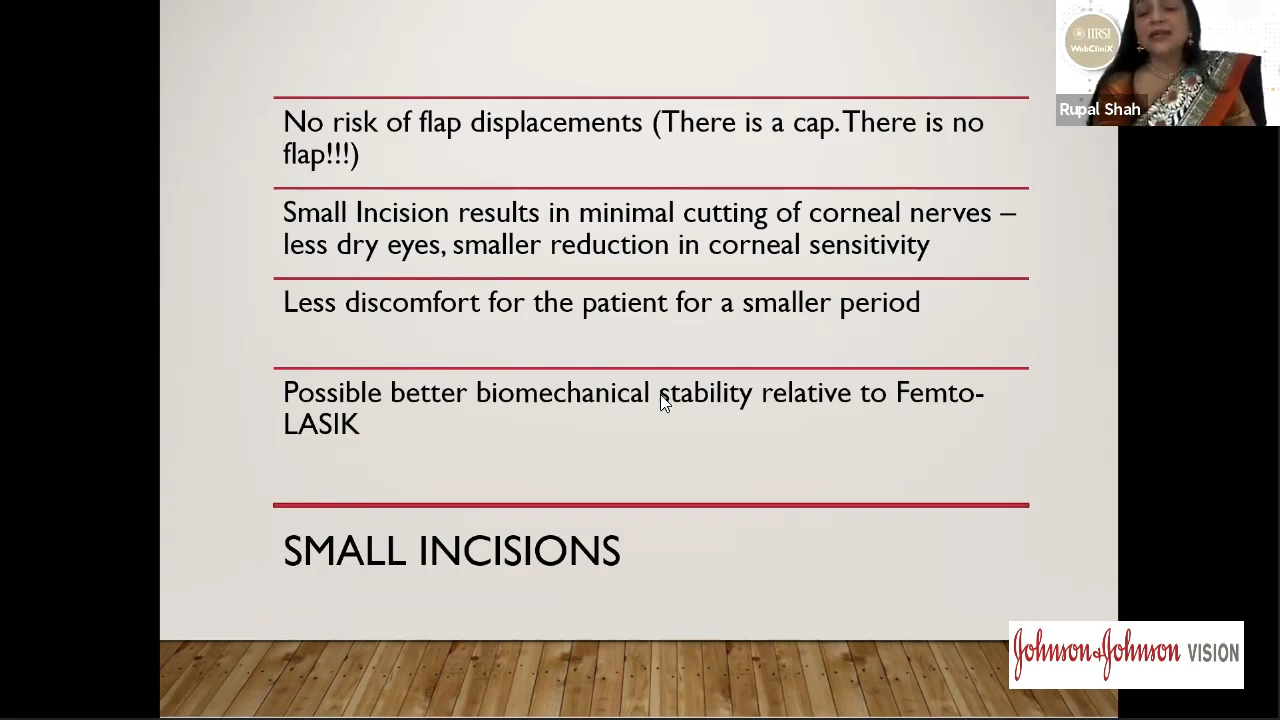 No risk of flap displacements (There is a cap. There is no
flap!!!)
Small Incision results in minimal cutting of corneal nerves –
less dry eyes, smaller reduction in corneal sensitivity
Less discomfort for the patient for a smaller period
Possible better biomechanical stability relative to Femto-
LASIK
SMALL INCISIONS
IIRSI
WebCliniX
Rupal Shah
Johnson & Johnson VISION